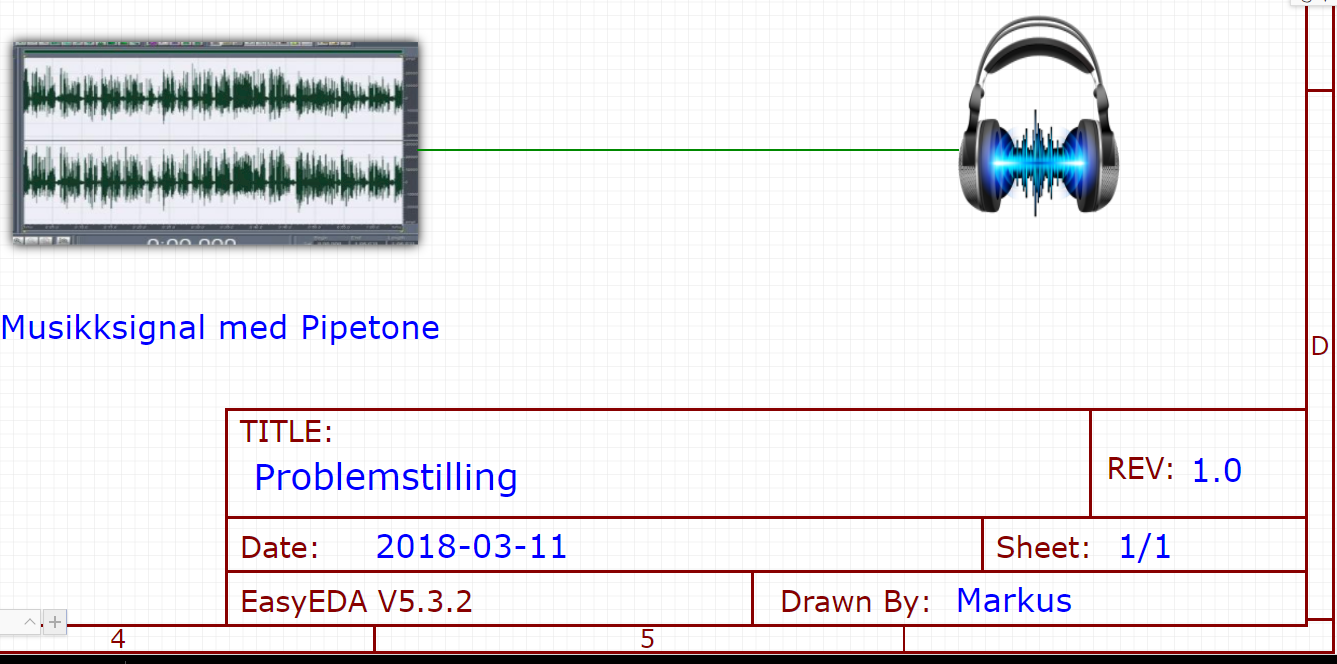 Musikksignal med Pipetone
D
TITLE:
Problemstilling
REV: 1.0
Date: 2018-03-11
Sheet: 1/1
EasyEDA V5.3.2
Drawn By: Markus
4
5